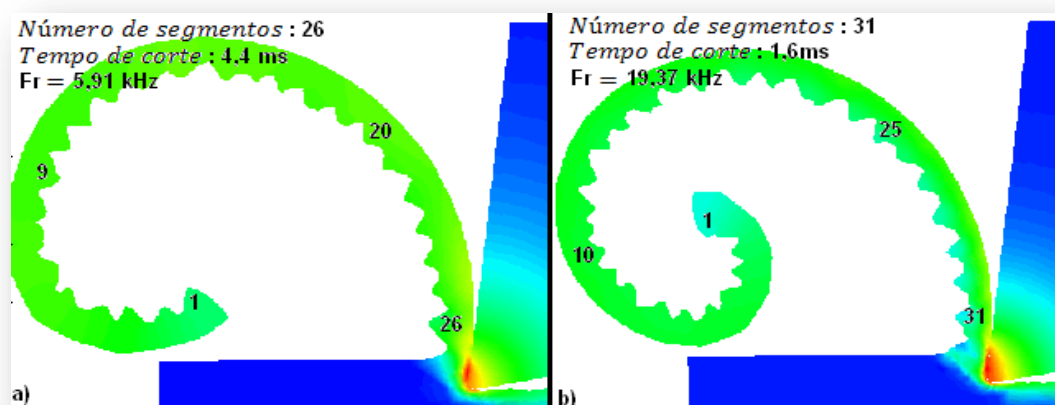 Número de segmentos : 26
Tempo de corte : 4,4 ms
Fr = 5,91 kHz
20
9
1
26
a)
Número de segmentos : 31
Tempo de corte : 1,6ms
Fr = 19,37 kHz
25
1
10
31
b)